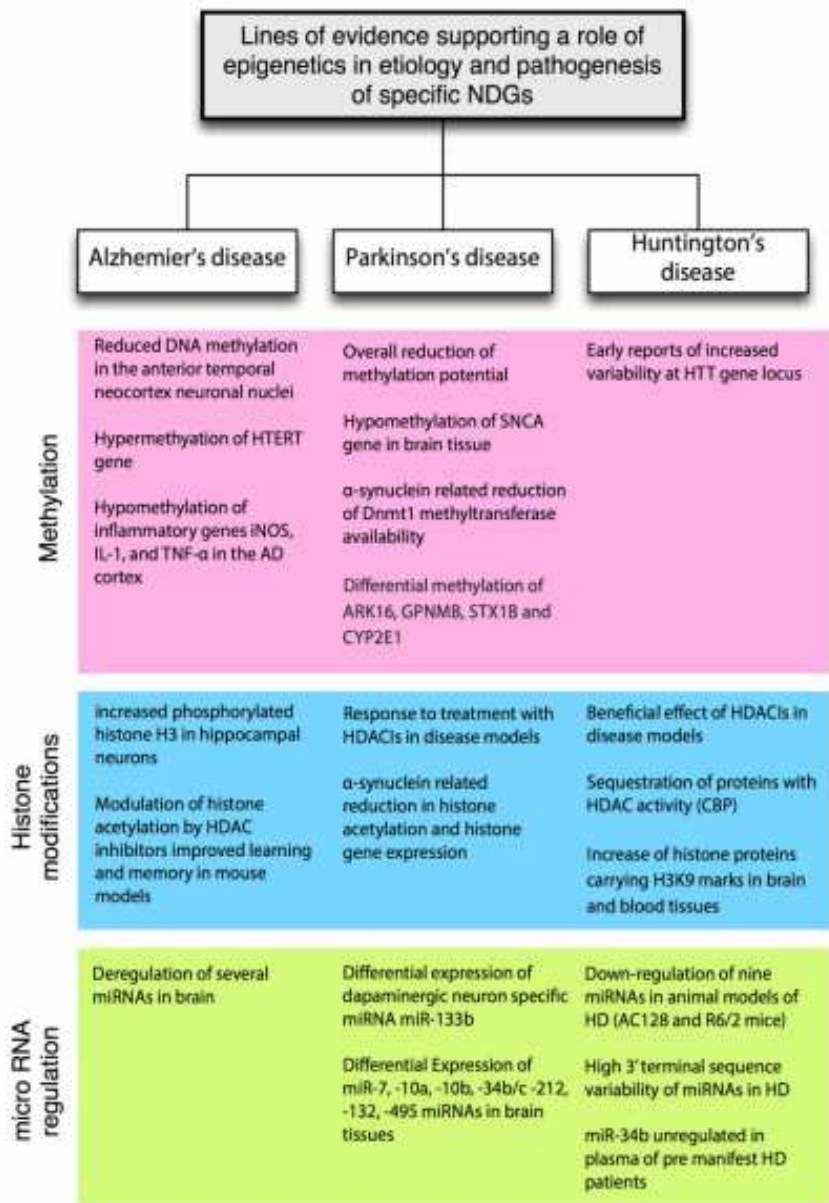 Lines of evidence supporting a role of
epigenetics in etiology and pathogenesis
of specific NDGs
Alzhemier's disease
Parkinson's disease
Huntington's
disease
Methylation
Reduced DNA methylation
in the anterior temporal
neocortex neuronal nuclei
Hypermethyation of HTERT
gene
Hypomethylation of
inflammatory genes iNOS,
IL-1, and TNF-α in the AD
cortex
Overall reduction of
methylation potential
Hypomethylation of SNCA
gene in brain tissue
α-synuclein related reduction
of Dnmt1 methyltransferase
availability
Differential methylation of
ARK16, GPNMB, STX1B and
CYP2E1
Early reports of increased
variability at HTT gene locus
Histone
modifications
increased phosphorylated
histone H3 in hippocampal
neurons
Modulation of histone
acetylation by HDAC
inhibitors improved learning
and memory in mouse
models
Response to treatment with
HDACIs in disease models
α-synuclein related
reduction in histone
acetylation and histone
gene expression
Beneficial effect of HDACIs in
disease models
Sequestration of proteins with
HDAC activity (CBP)
Increase of histone proteins
carrying H3K9 marks in brain
and blood tissues
micro RNA
regulation
Deregulation of several
miRNAs in brain
Differential expression of
dapaminergic neuron specific
miRNA miR-133b
Differential Expression of
miR-7, -10a, -10b, -34b/c -212,
-132, -495 miRNAs in brain
tissues
Down-regulation of nine
miRNAs in animal models of
HD (AC128 and R6/2 mice)
High 3' terminal sequence
variability of miRNAs in HD
miR-34b unregulated in
plasma of pre manifest HD
patients